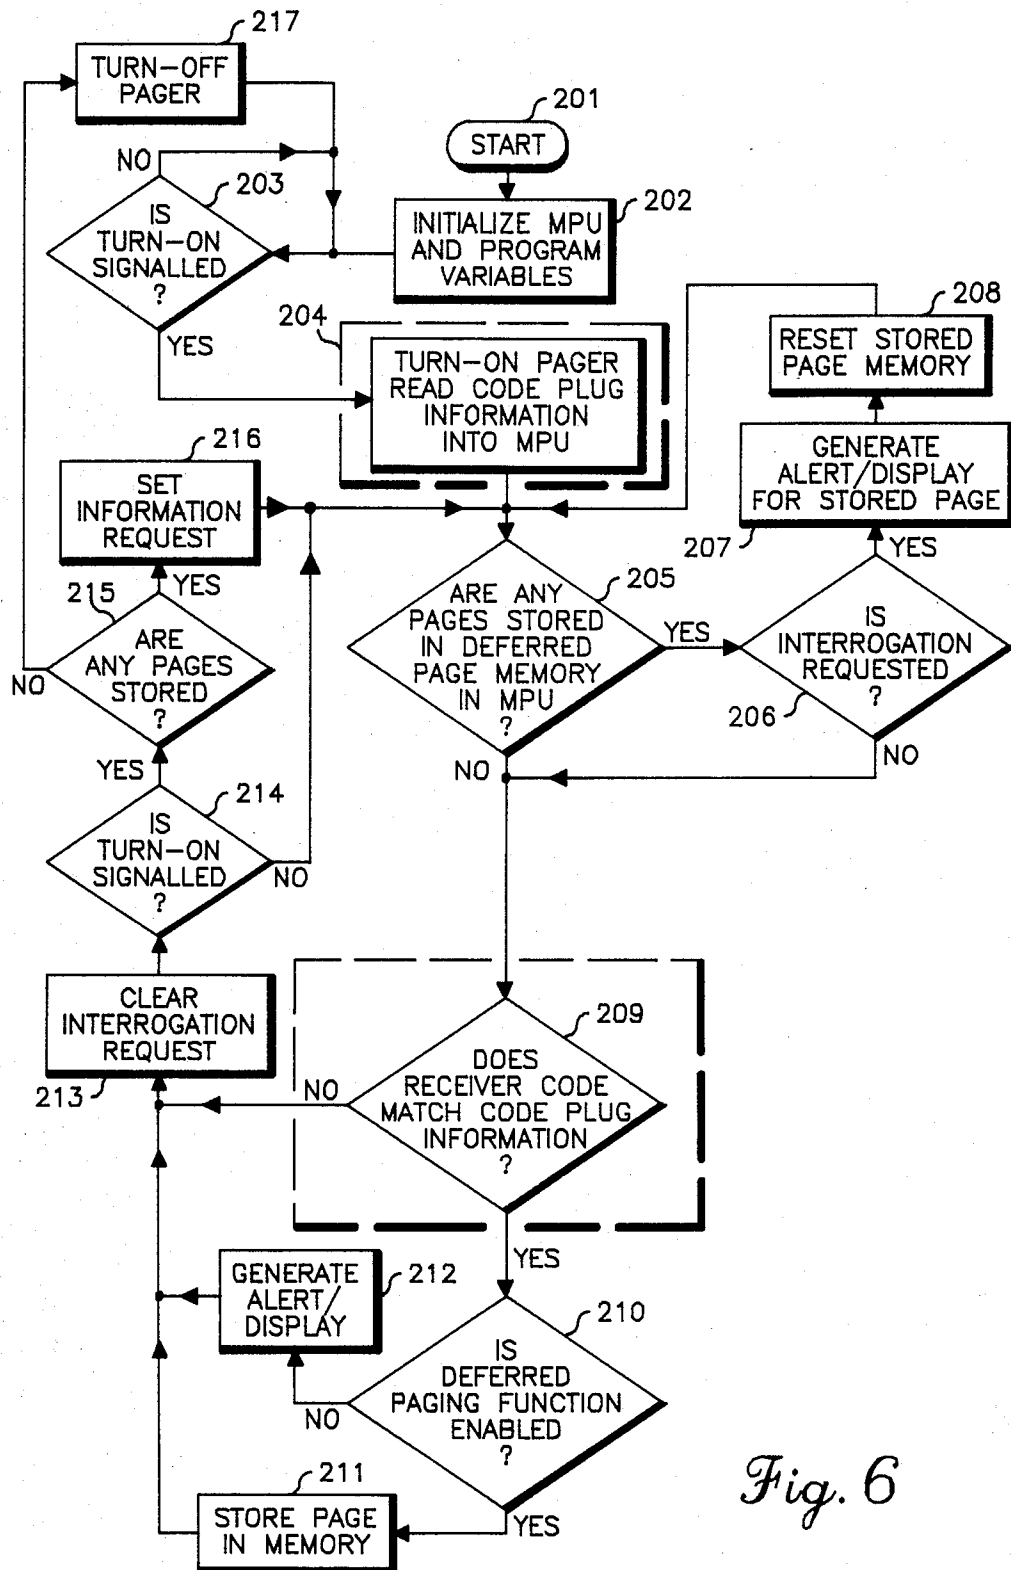 217
TURN-OFF
PAGER
201
START
NO
203
IS
TURN-ON
SIGNALLED
?
YES
202
INITIALIZE MPU
AND PROGRAM
VARIABLES
204
TURN-ON PAGER
READ CODE PLUG
INFORMATION
INTO MPU
208
RESET STORED
PAGE MEMORY
GENERATE
ALERT/DISPLAY
FOR STORED PAGE
207
YES
216
SET
INFORMATION
REQUEST
YES
215
ARE
ANY PAGES
STORED
?
NO
205
ARE ANY
PAGES STORED
IN DEFERRED
PAGE MEMORY
IN MPU
?
YES
NO
IS
INTERROGATION
REQUESTED
?
206
NO
YES
214
IS
TURN-ON
SIGNALLED
?
NO
CLEAR
INTERROGATION
REQUEST
213
209
DOES
RECEIVER CODE
MATCH CODE PLUG
INFORMATION
?
NO
YES
GENERATE
ALERT/
DISPLAY
212
210
IS
DEFERRED
PAGING FUNCTION
ENABLED
?
NO
YES
211
STORE PAGE
IN MEMORY
Fig. 6